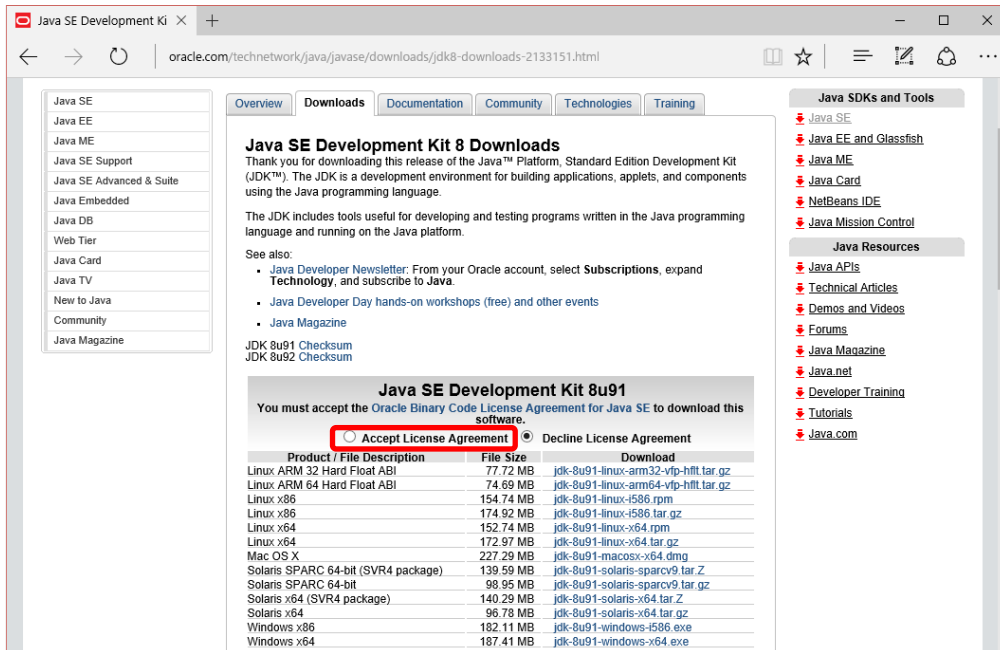 Java SE Development Ki
oracle.com/technetwork/java/javase/downloads/jdk8-downloads-2133151.html
Java SE
Java EE
Java ME
Java SE Support
Java SE Advanced & Suite
Java Embedded
Java DB
Web Tier
Java Card
Java TV
New to Java
Community
Java Magazine
Overview Downloads Documentation Community Technologies Training
Java SE Development Kit 8 Downloads
Thank you for downloading this release of the Java™ Platform, Standard Edition Development Kit
(JDK™). The JDK is a development environment for building applications, applets, and components
using the Java programming language.
The JDK includes tools useful for developing and testing programs written in the Java programming
language and running on the Java platform.
See also:
Java Developer Newsletter: From your Oracle account, select Subscriptions, expand
Technology, and subscribe to Java.
Java Developer Day hands-on workshops (free) and other events
Java Magazine
JDK 8u91 Checksum
JDK 8u92 Checksum
Java SE Development Kit 8u91
You must accept the Oracle Binary Code License Agreement for Java SE to download this
software.
Accept License Agreement Decline License Agreement
Product / File Description File Size Download
Linux ARM 32 Hard Float ABI 77.72 MB jdk-8u91-linux-arm32-vfp-hflt.tar.gz
Linux ARM 64 Hard Float ABI 74.69 MB jdk-8u91-linux-arm64-vfp-hflt.tar.gz
Linux x86 154.74 MB jdk-8u91-linux-i586.rpm
Linux x86 174.92 MB jdk-8u91-linux-i586.tar.gz
Linux x64 152.74 MB jdk-8u91-linux-x64.rpm
Linux x64 172.97 MB jdk-8u91-linux-x64.tar.gz
Mac OS X 227.29 MB jdk-8u91-macosx-x64.dmg
Solaris SPARC 64-bit (SVR4 package) 139.59 MB jdk-8u91-solaris-sparcv9.tar.Z
Solaris SPARC 64-bit 98.95 MB jdk-8u91-solaris-sparcv9.tar.gz
Solaris x64 (SVR4 package) 140.29 MB jdk-8u91-solaris-x64.tar.Z
Solaris x64 96.78 MB jdk-8u91-solaris-x64.tar.gz
Windows x86 182.11 MB jdk-8u91-windows-i586.exe
Windows x64 187.41 MB jdk-8u91-windows-x64.exe
Java SDKs and Tools
Java SE
Java EE and Glassfish
Java ME
Java Card
NetBeans IDE
Java Mission Control
Java Resources
Java APIs
Technical Articles
Demos and Videos
Forums
Java Magazine
Java.net
Developer Training
Tutorials
Java.com